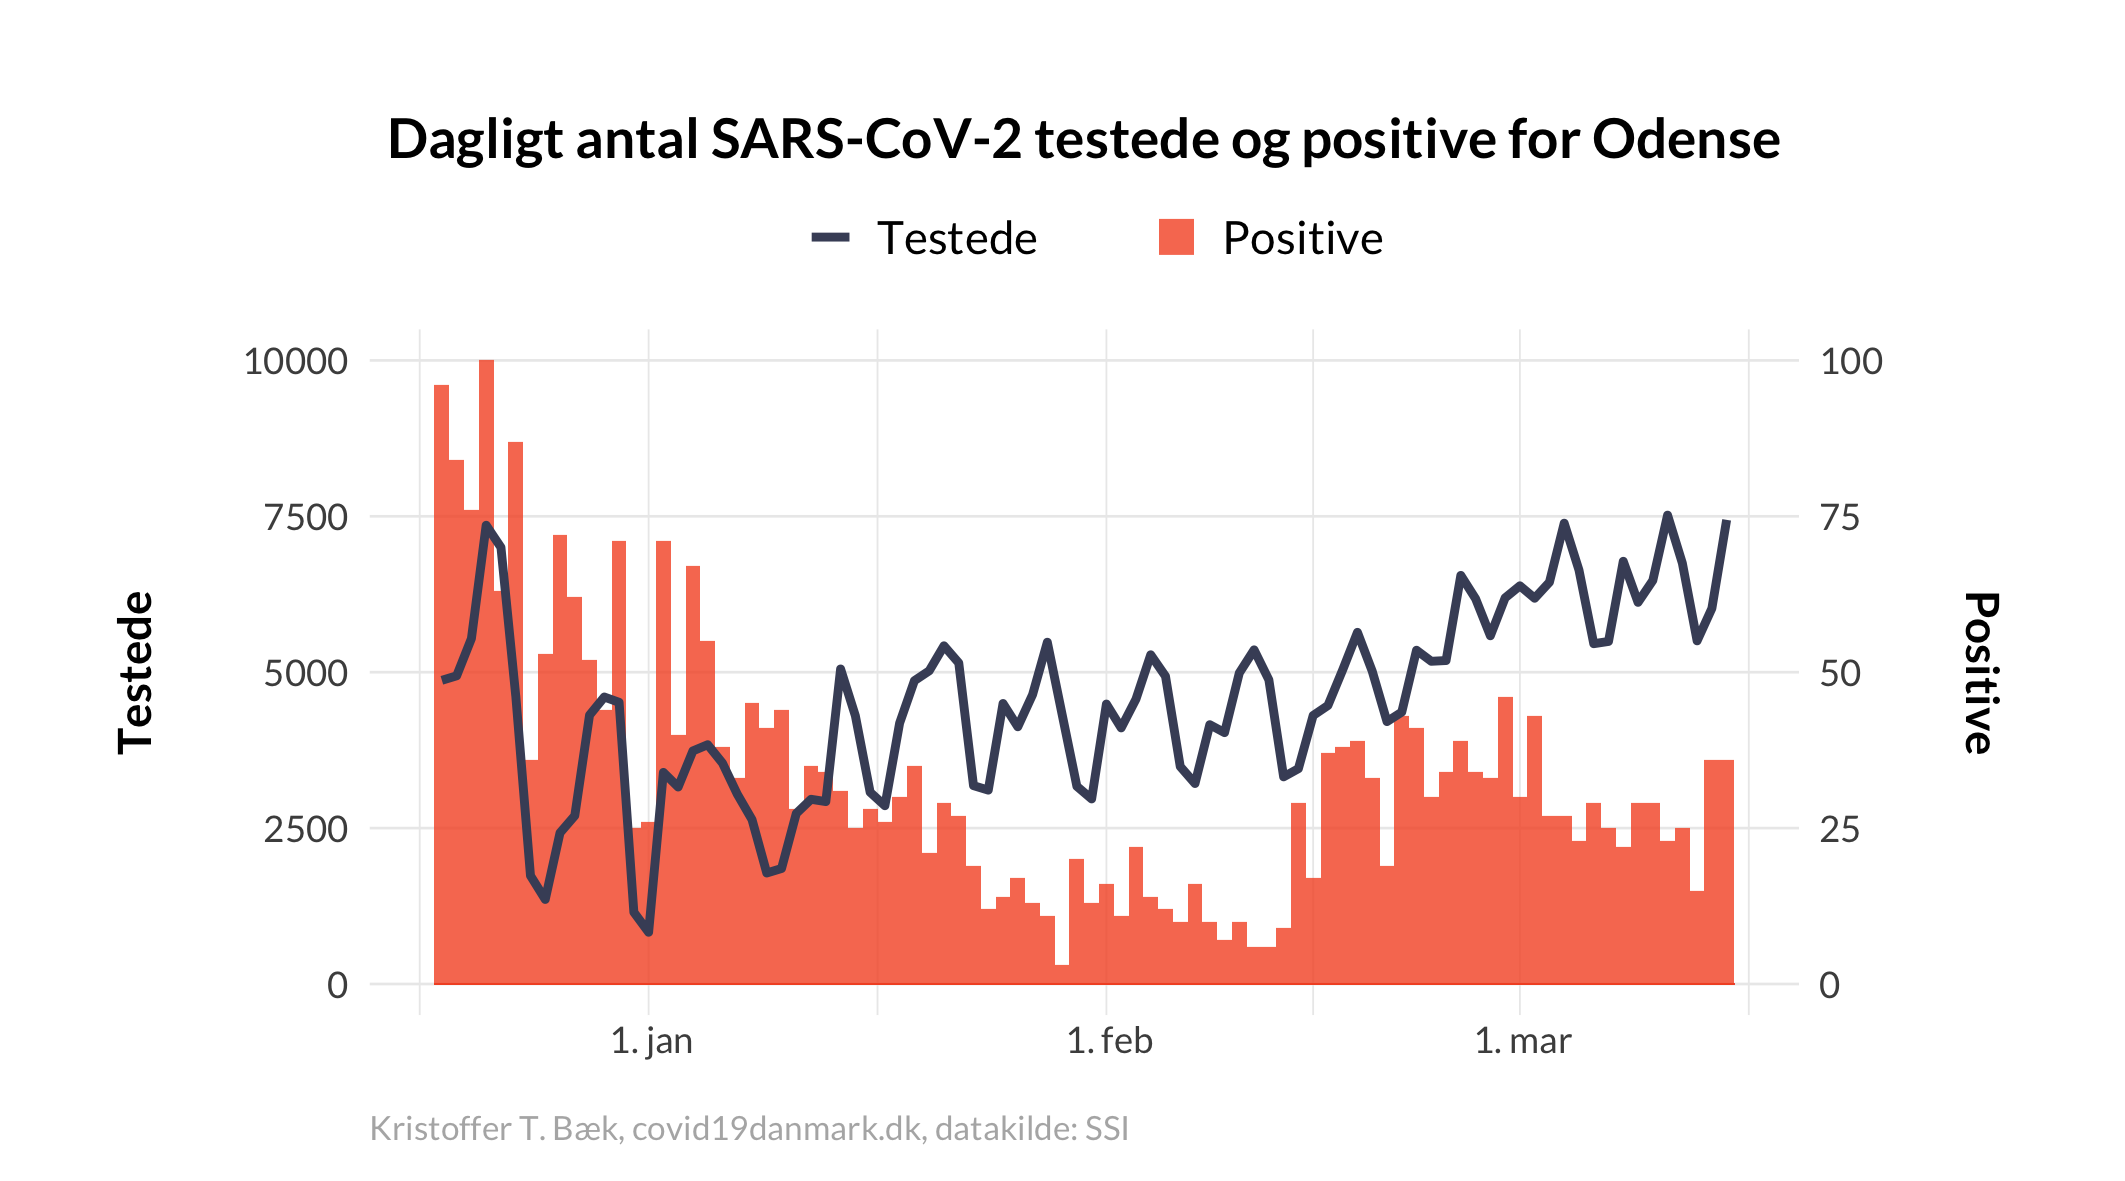 Dagligt antal SARS-CoV-2 testede og positive for Odense
Testede
Positive
10000
7500
5000
2500
0
Testede
100
75
50
25
0
Positive
1. jan
1. feb
1. mar
Kristoffer T. Bæk, covid19danmark.dk, datakilde: SSI